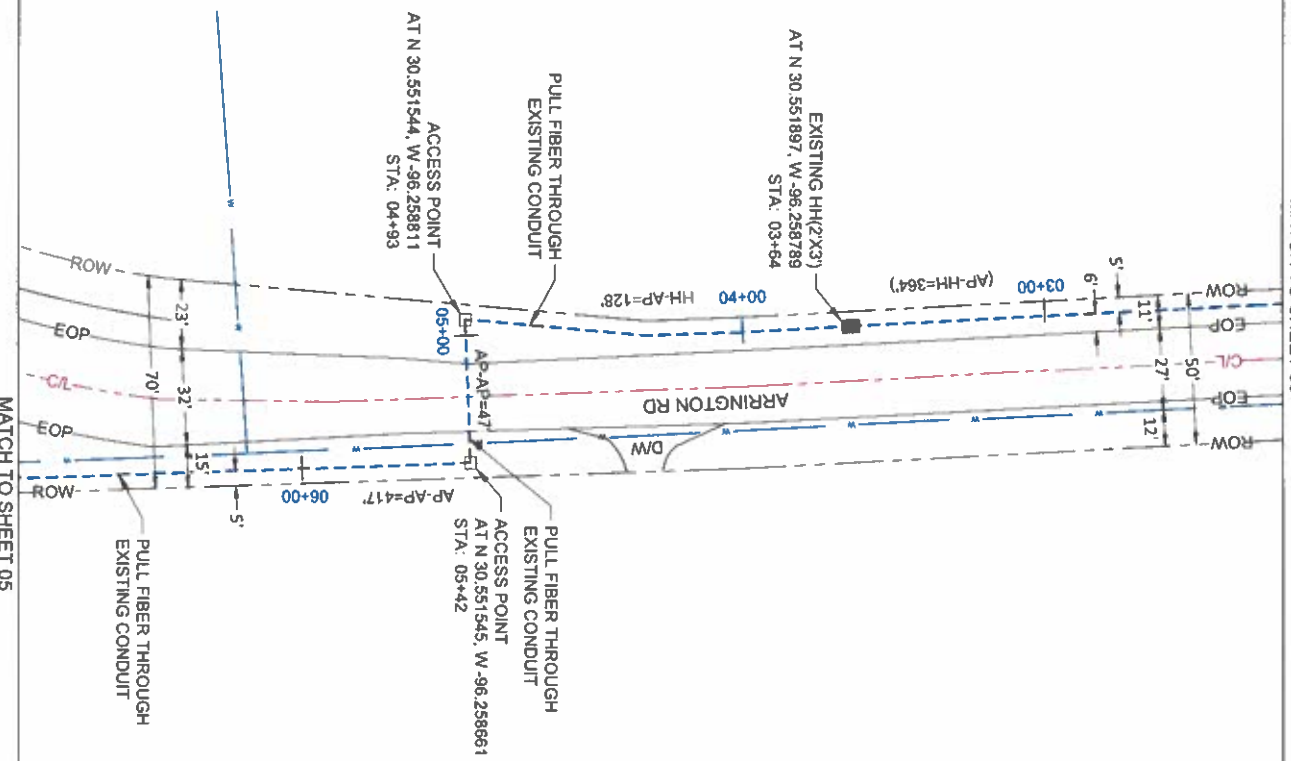 EXISTING HH(2'X3')
AT N 30.551897, W -96.258789
STA: 03+64
PULL FIBER THROUGH
EXISTING CONDUIT
ACCESS POINT
AT N 30.551544, W -96.258811
STA: 04+93
(AP-HH=364')
HH-AP=128'
03+00
04+00
05+00
06+00
5'
6'
11'
27'
50'
12'
ROW
EOP
C/L
EOP
ROW
ARRINGTON RD
D/W
W
W
W
W
W
W
W
W
W
AP-AP=47'
AP-AP=417'
PULL FIBER THROUGH
EXISTING CONDUIT
ACCESS POINT
AT N 30.551545, W -96.258661
STA: 05+42
ROW
EOP
C/L
EOP
ROW
23'
32'
70'
15'
5'
PULL FIBER THROUGH
EXISTING CONDUIT
MATCH TO SHEET 05